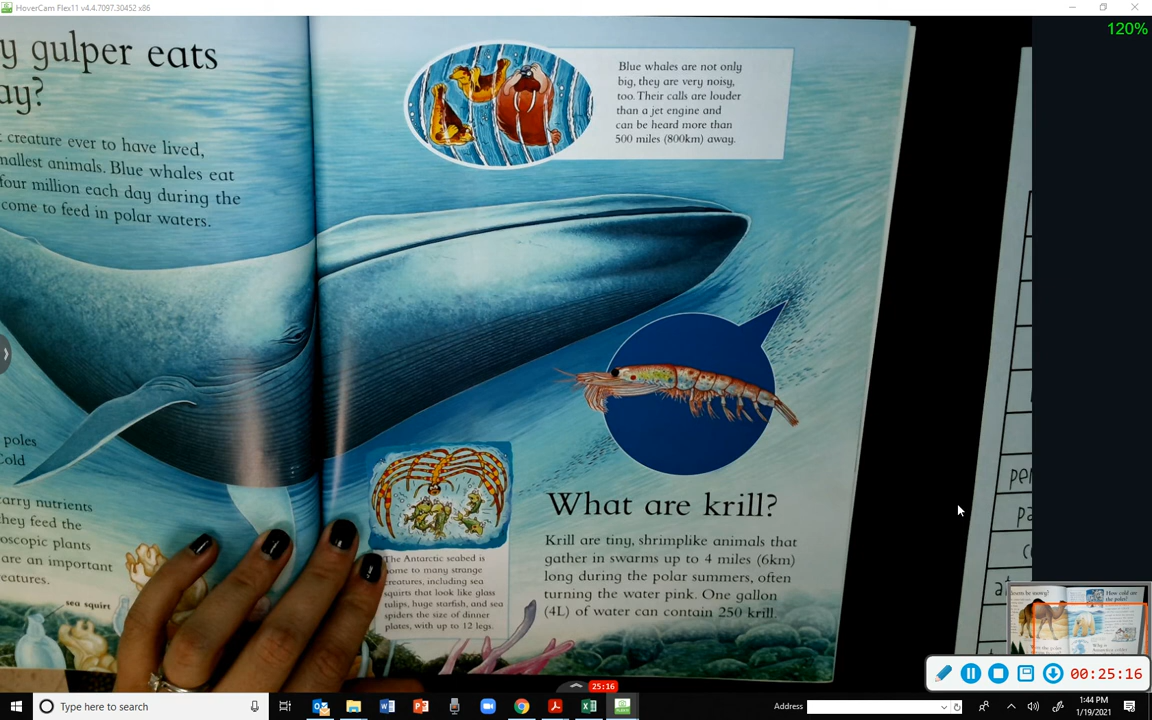 HoverCam Flex11 v4.4.7097.30452 x86
120%
y gulper eats
ay?
t creature ever to have lived,
mallest animals. Blue whales eat
four million each day during the
come to feed in polar waters.
Blue whales are not only
big, they are very noisy,
too. Their calls are louder
than a jet engine and
can be heard more than
500 miles (800km) away.
poles
Cold
carry nutrients
they feed the
oscopic plants
are an important
eatures.
sea squirt
The Antarctic seabed is
home to many strange
creatures, including sea
squirts that look like glass
tulips, huge starfish, and sea
spiders the size of dinner
plates, with up to 12 legs.
What are krill?
Krill are tiny, shrimplike animals that
gather in swarms up to 4 miles (6km)
long during the polar summers, often
turning the water pink. One gallon
(4L) of water can contain 250 krill.
How cold are
the poles?
00:25:16
25:16
Type here to search
Address
1:44 PM
1/19/2021